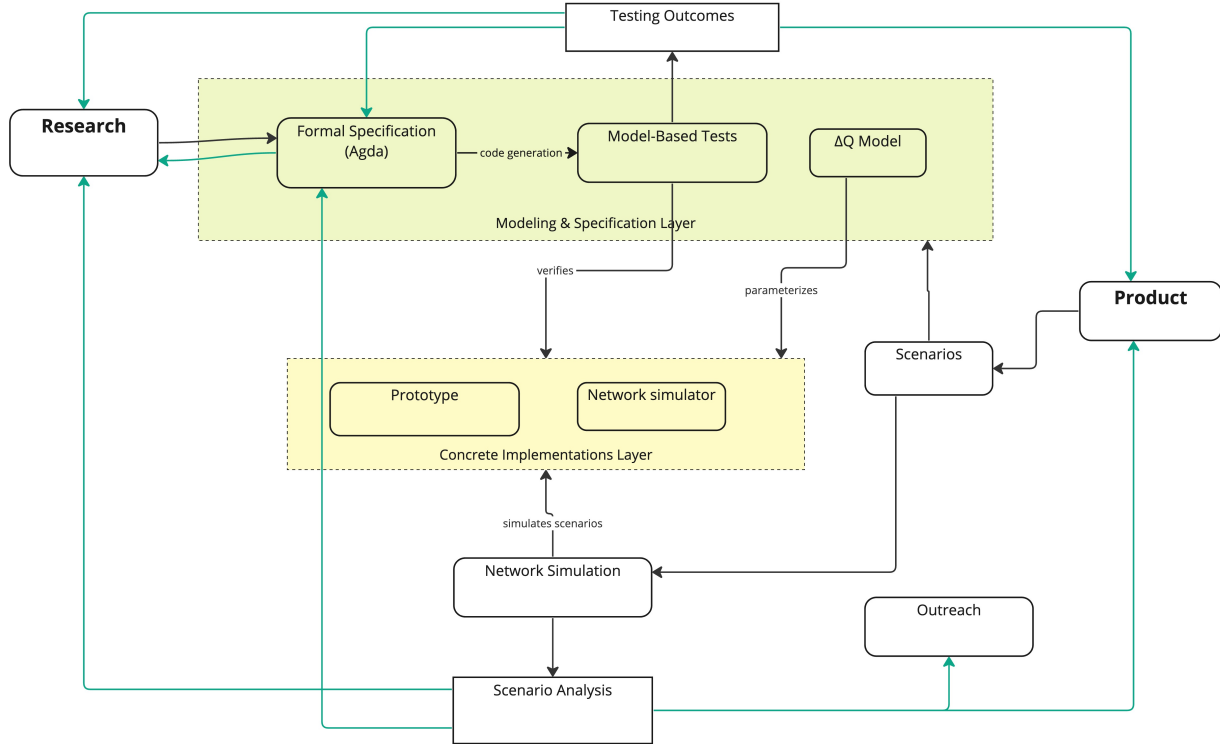 Testing Outcomes
Research
Formal Specification
(Agda)
code generation
Model-Based Tests
ΔQ Model
Modeling & Specification Layer
verifies
parameterizes
Product
Scenarios
Prototype
Network simulator
Concrete Implementations Layer
simulates scenarios
Network Simulation
Outreach
Scenario Analysis